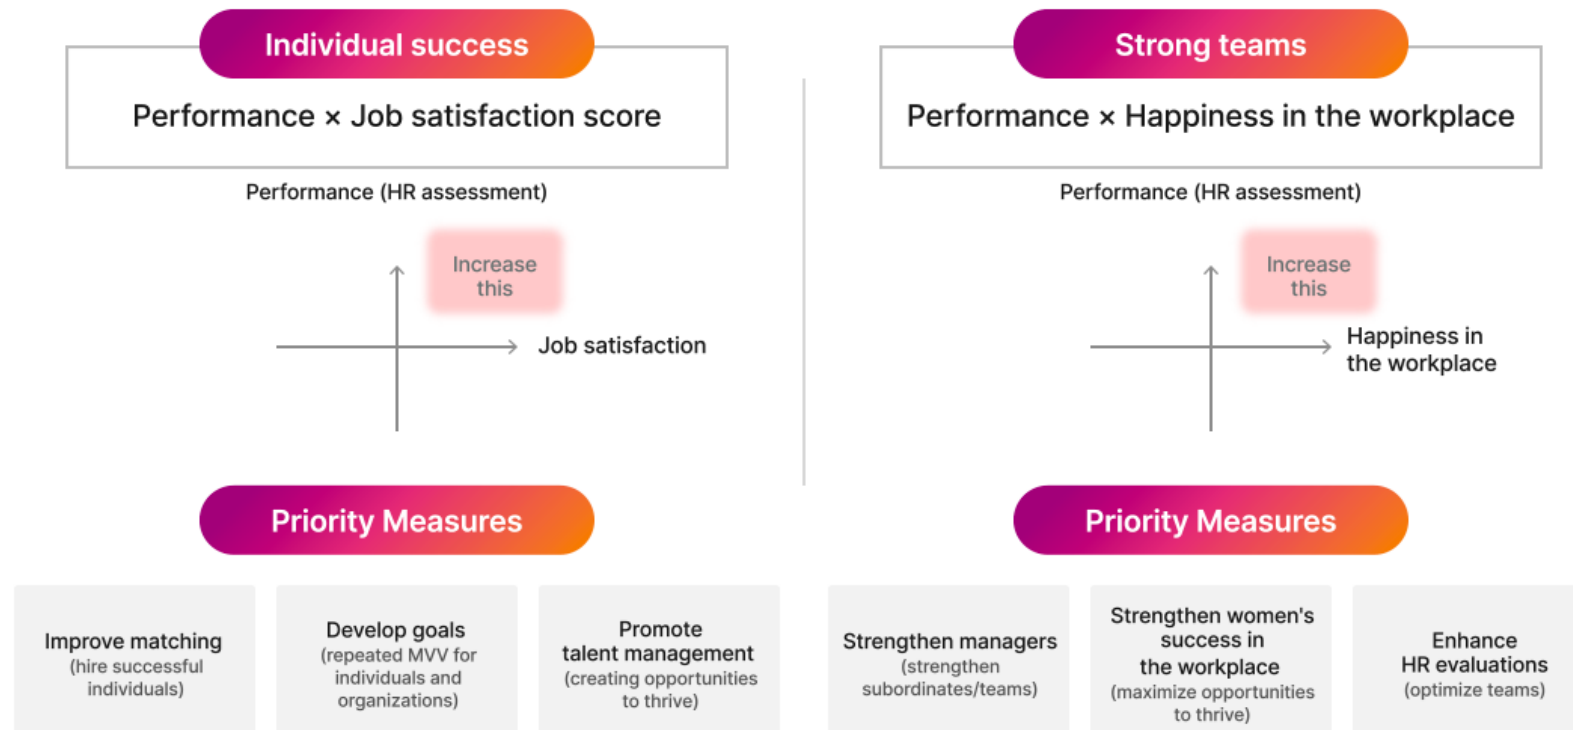 Individual success
Performance × Job satisfaction score
Performance (HR assessment)
Increase
this
Job satisfaction
Priority Measures
Improve matching
(hire successful
individuals)
Develop goals
(repeated MVV for
individuals and
organizations)
Promote
talent management
(creating opportunities
to thrive)
Strong teams
Performance × Happiness in the workplace
Performance (HR assessment)
Increase
this
Happiness in
the workplace
Priority Measures
Strengthen managers
(strengthen
subordinates/teams)
Strengthen women's
success in
the workplace
(maximize opportunities
to thrive)
Enhance
HR evaluations
(optimize teams)